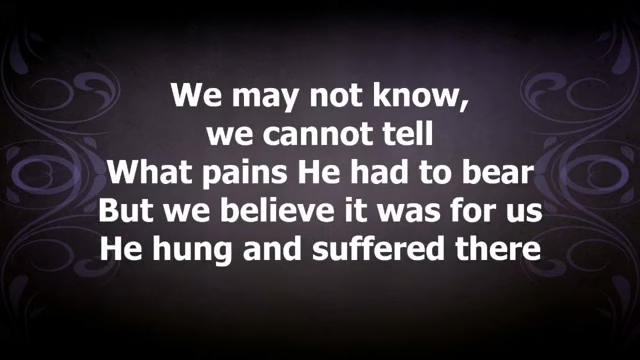 We may not know,
we cannot tell
What pains He had to bear
But we believe it was for us
He hung and suffered there